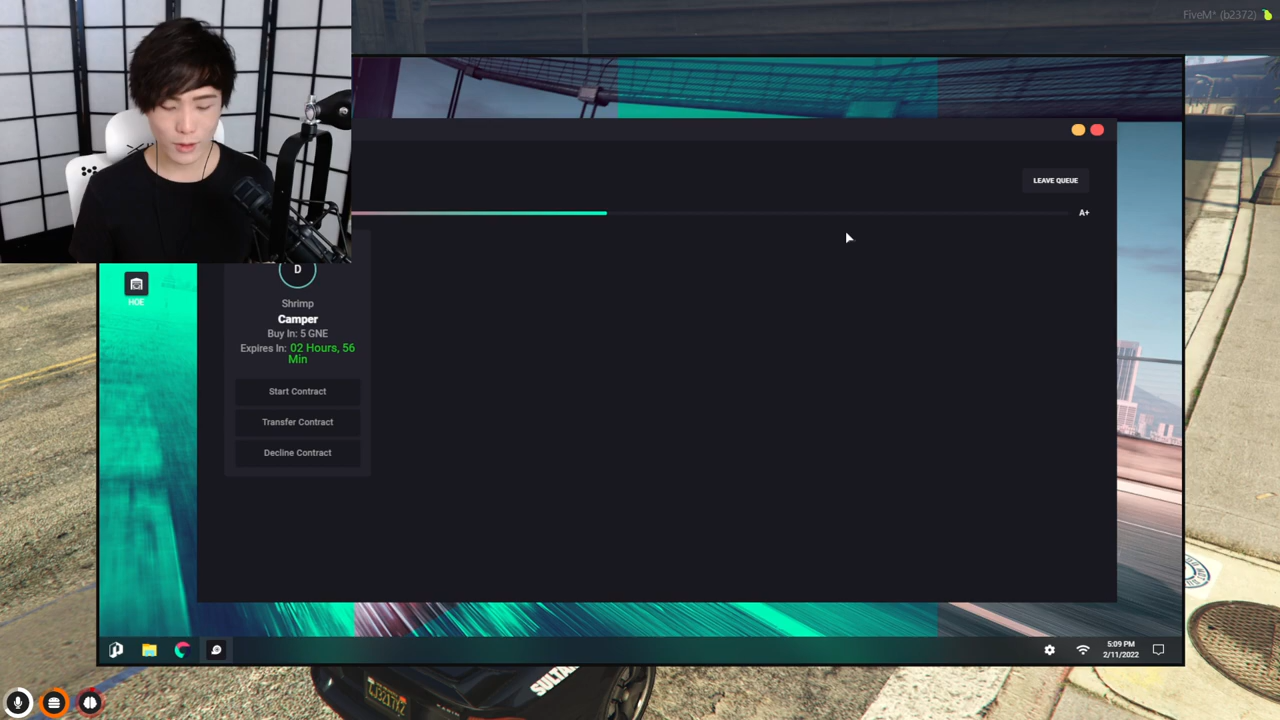 FiveM* (b2372)
LEAVE QUEUE
A+
HOE
D
Shrimp
Camper
Buy In: 5 GNE
Expires In: 02 Hours, 56
Min
Start Contract
Transfer Contract
Decline Contract
5:09 PM
2/11/2022